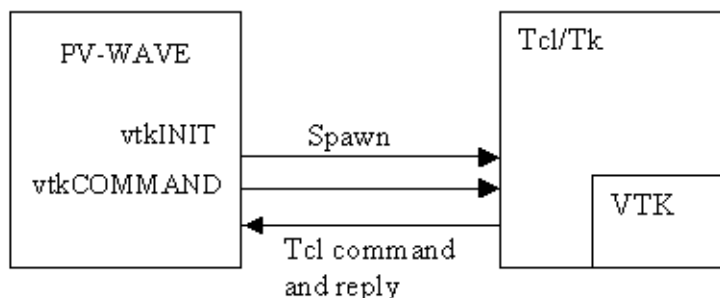 PV-WAVE
Tcl/Tk
vtkINIT
Spawn
vtkCOMMAND
VTK
Tcl command
and reply